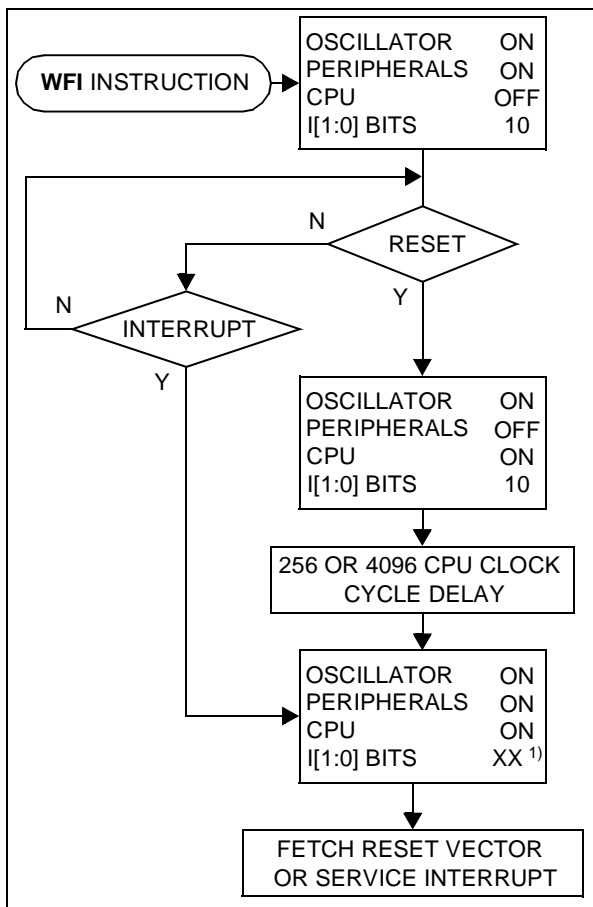 WFI INSTRUCTION
OSCILLATOR ON
PERIPHERALS ON
CPU OFF
I[1:0] BITS 10
N
RESET
Y
N
INTERRUPT
Y
OSCILLATOR ON
PERIPHERALS OFF
CPU ON
I[1:0] BITS 10
256 OR 4096 CPU CLOCK
CYCLE DELAY
OSCILLATOR ON
PERIPHERALS ON
CPU ON
I[1:0] BITS XX 1)
FETCH RESET VECTOR
OR SERVICE INTERRUPT